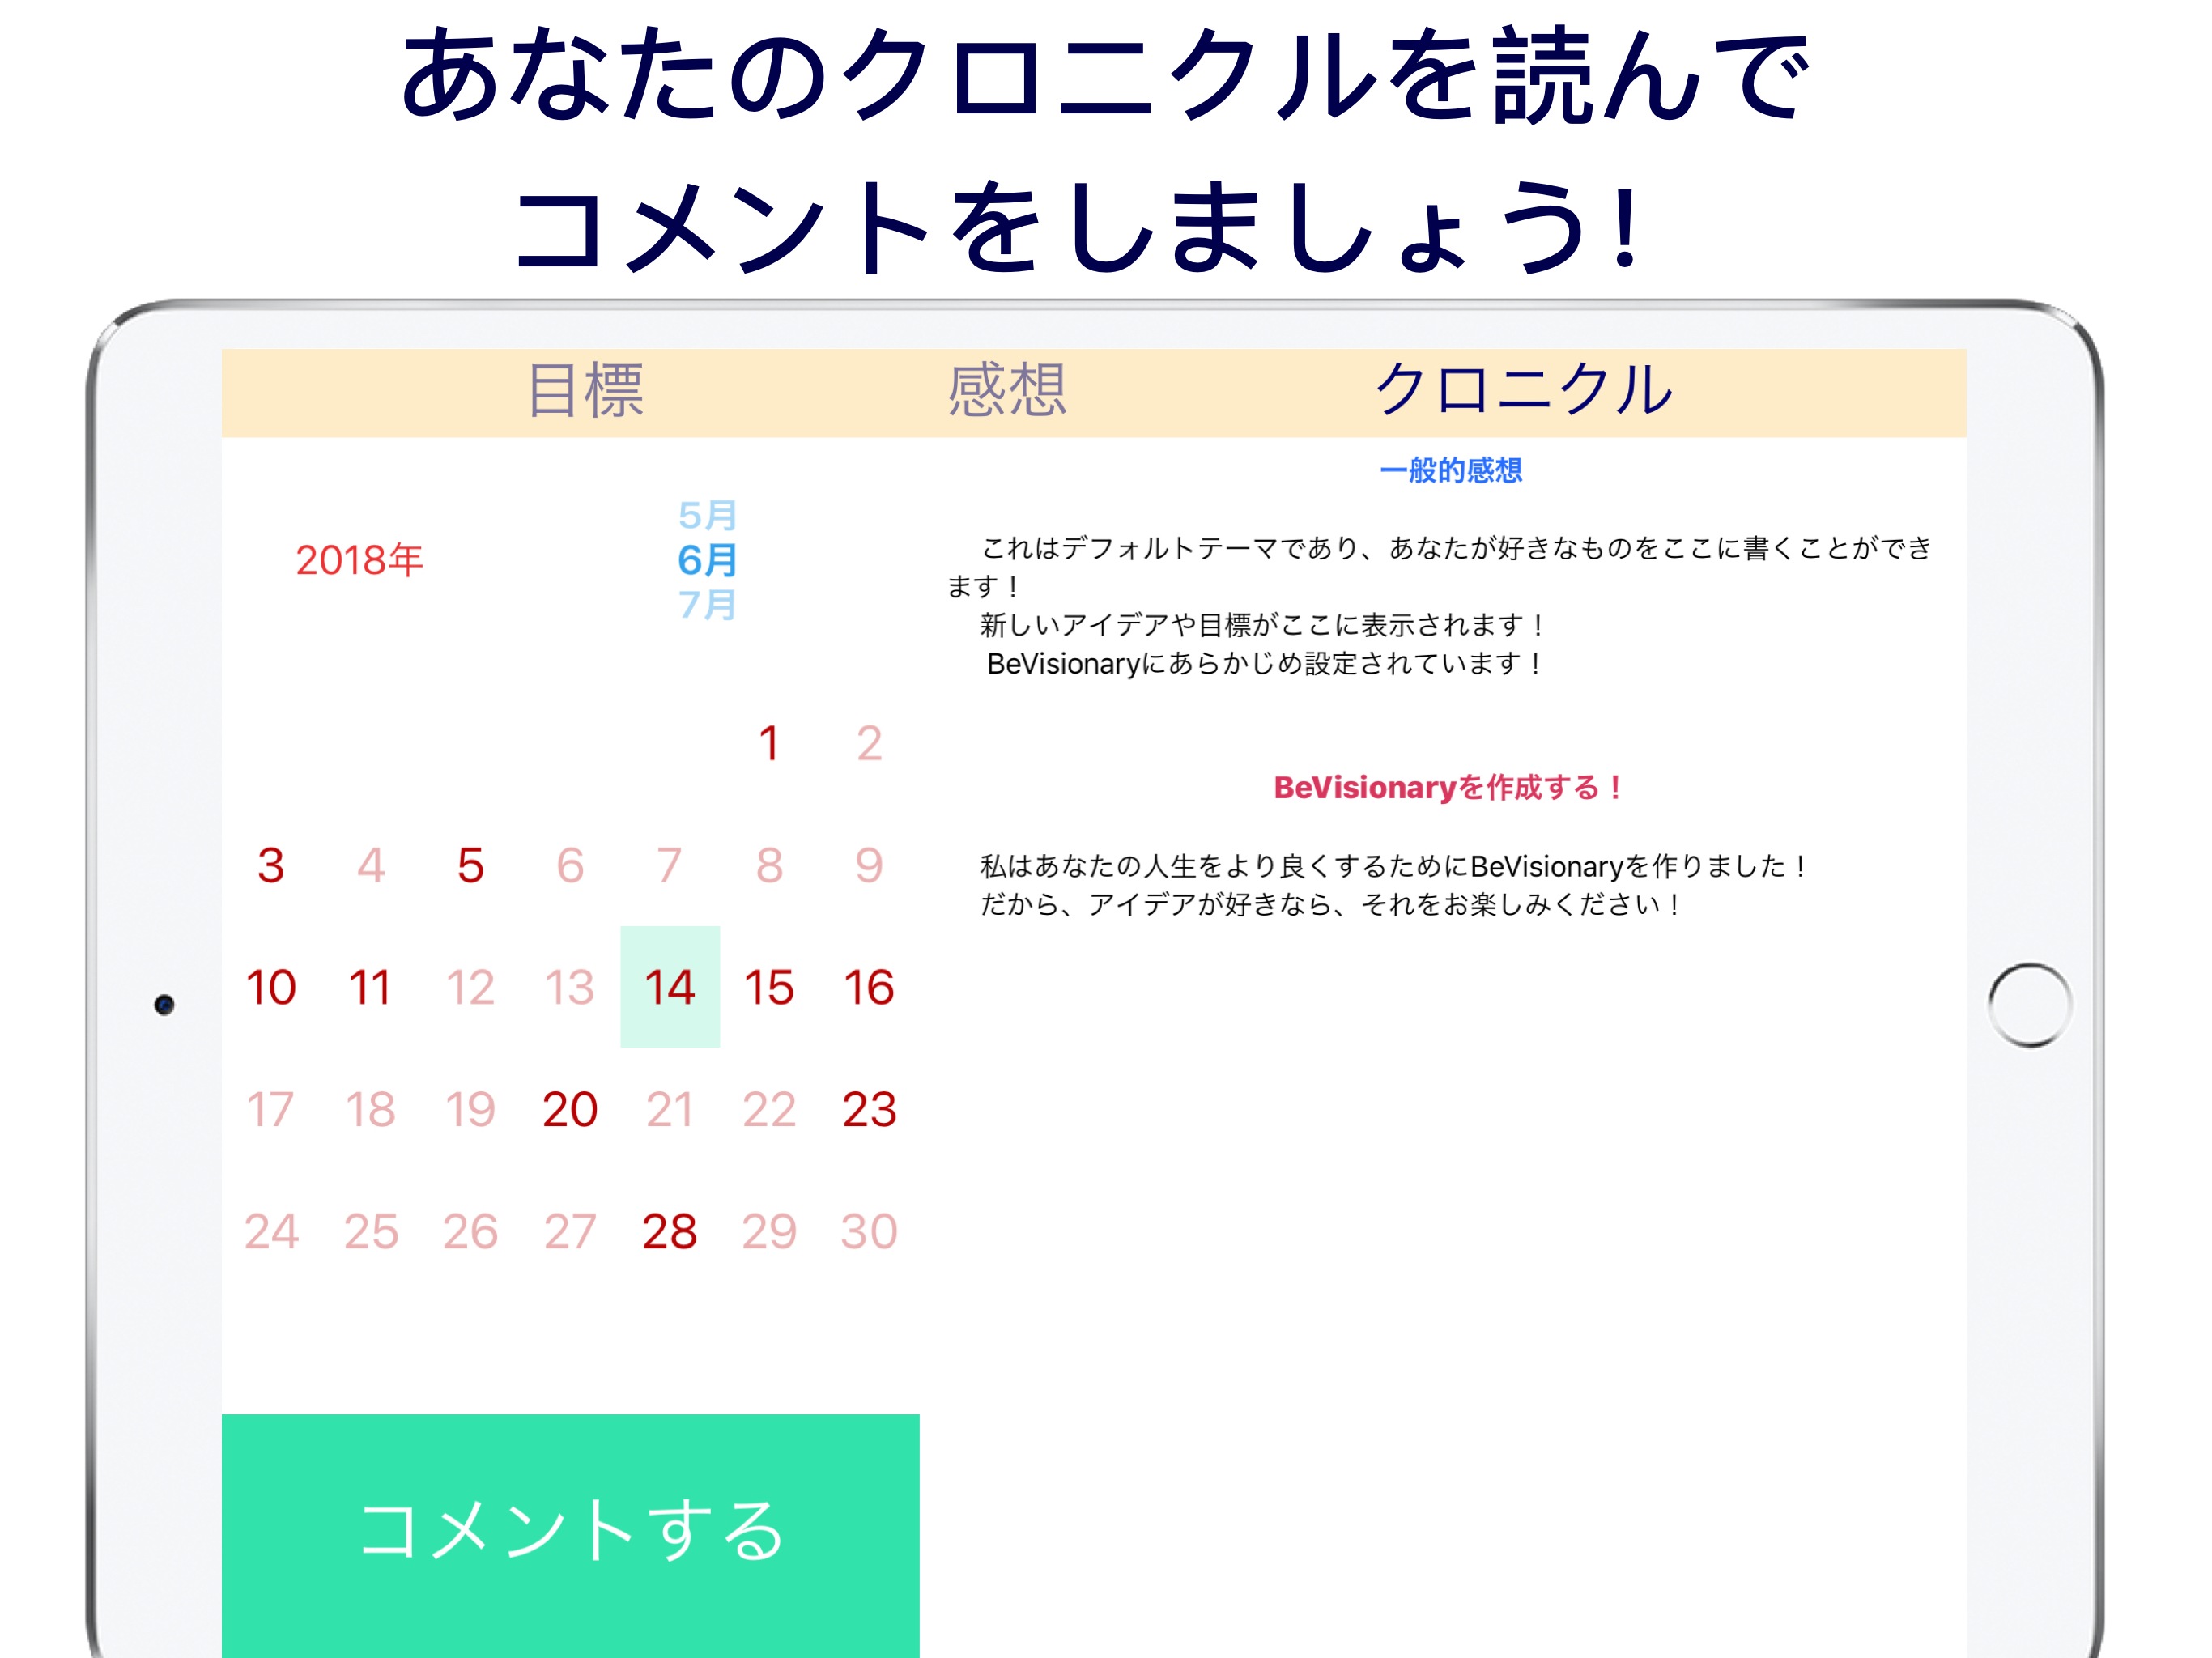 あなたのクロニクルを読んで
コメントをしましょう!
目標 感想 クロニクル
2018年
5月
6月
7月
1 2
3 4 5 6 7 8 9
10 11 12 13 14 15 16
17 18 19 20 21 22 23
24 25 26 27 28 29 30
コメントする
一般的感想
これはデフォルトテーマであり、あなたが好きなものをここに書くことができ
ます！
新しいアイデアや目標がここに表示されます！
BeVisionaryにあらかじめ設定されています！
BeVisionaryを作成する！
私はあなたの人生をより良くするためにBeVisionaryを作りました！
だから、アイデアが好きなら、それをお楽しみください！